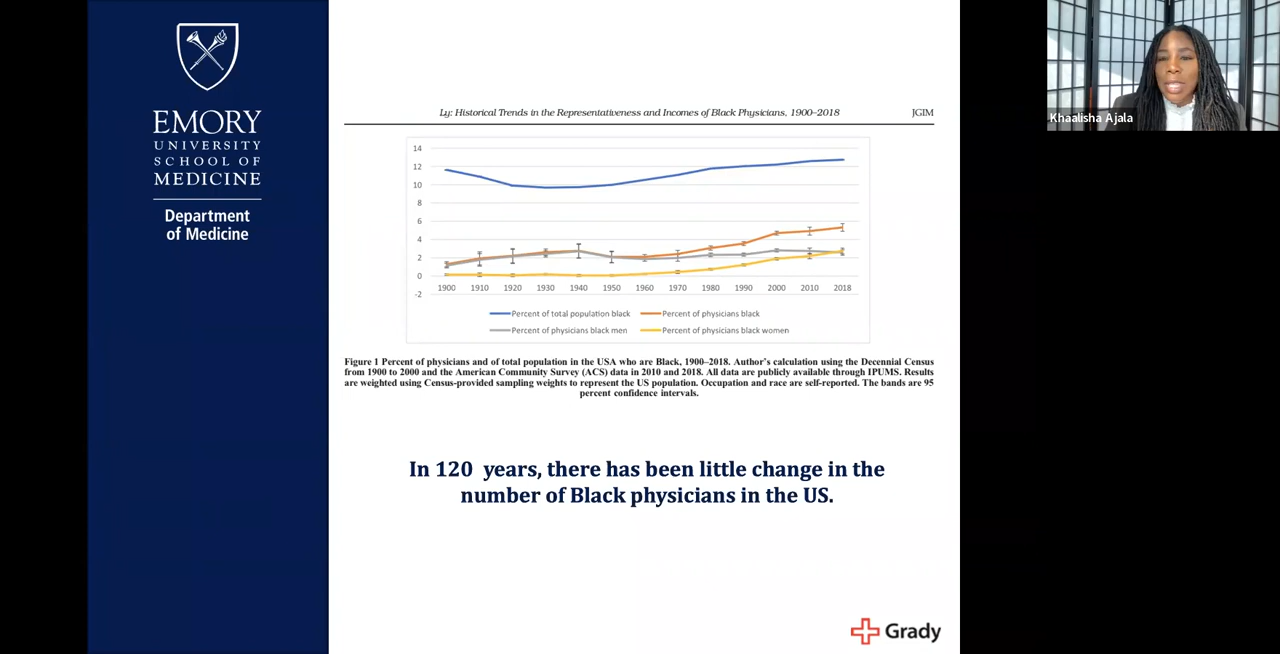 EMORY
UNIVERSITY
SCHOOL OF
MEDICINE
Department
of Medicine
Ly: Historical Trends in the Representativeness and Incomes of Black Physicians, 1900–2018 JGIM
14
12
10
8
6
4
2
0
-2
1900 1910 1920 1930 1940 1950 1960 1970 1980 1990 2000 2010 2018
Percent of total population black Percent of physicians black
Percent of physicians black men Percent of physicians black women
Figure 1 Percent of physicians and of total population in the USA who are Black, 1900–2018. Author's calculation using the Decennial Census
from 1900 to 2000 and the American Community Survey (ACS) data in 2010 and 2018. All data are publicly available through IPUMS. Results
are weighted using Census-provided sampling weights to represent the US population. Occupation and race are self-reported. The bands are 95
percent confidence intervals.
In 120 years, there has been little change in the
number of Black physicians in the US.
Grady
Khaalisha Ajala